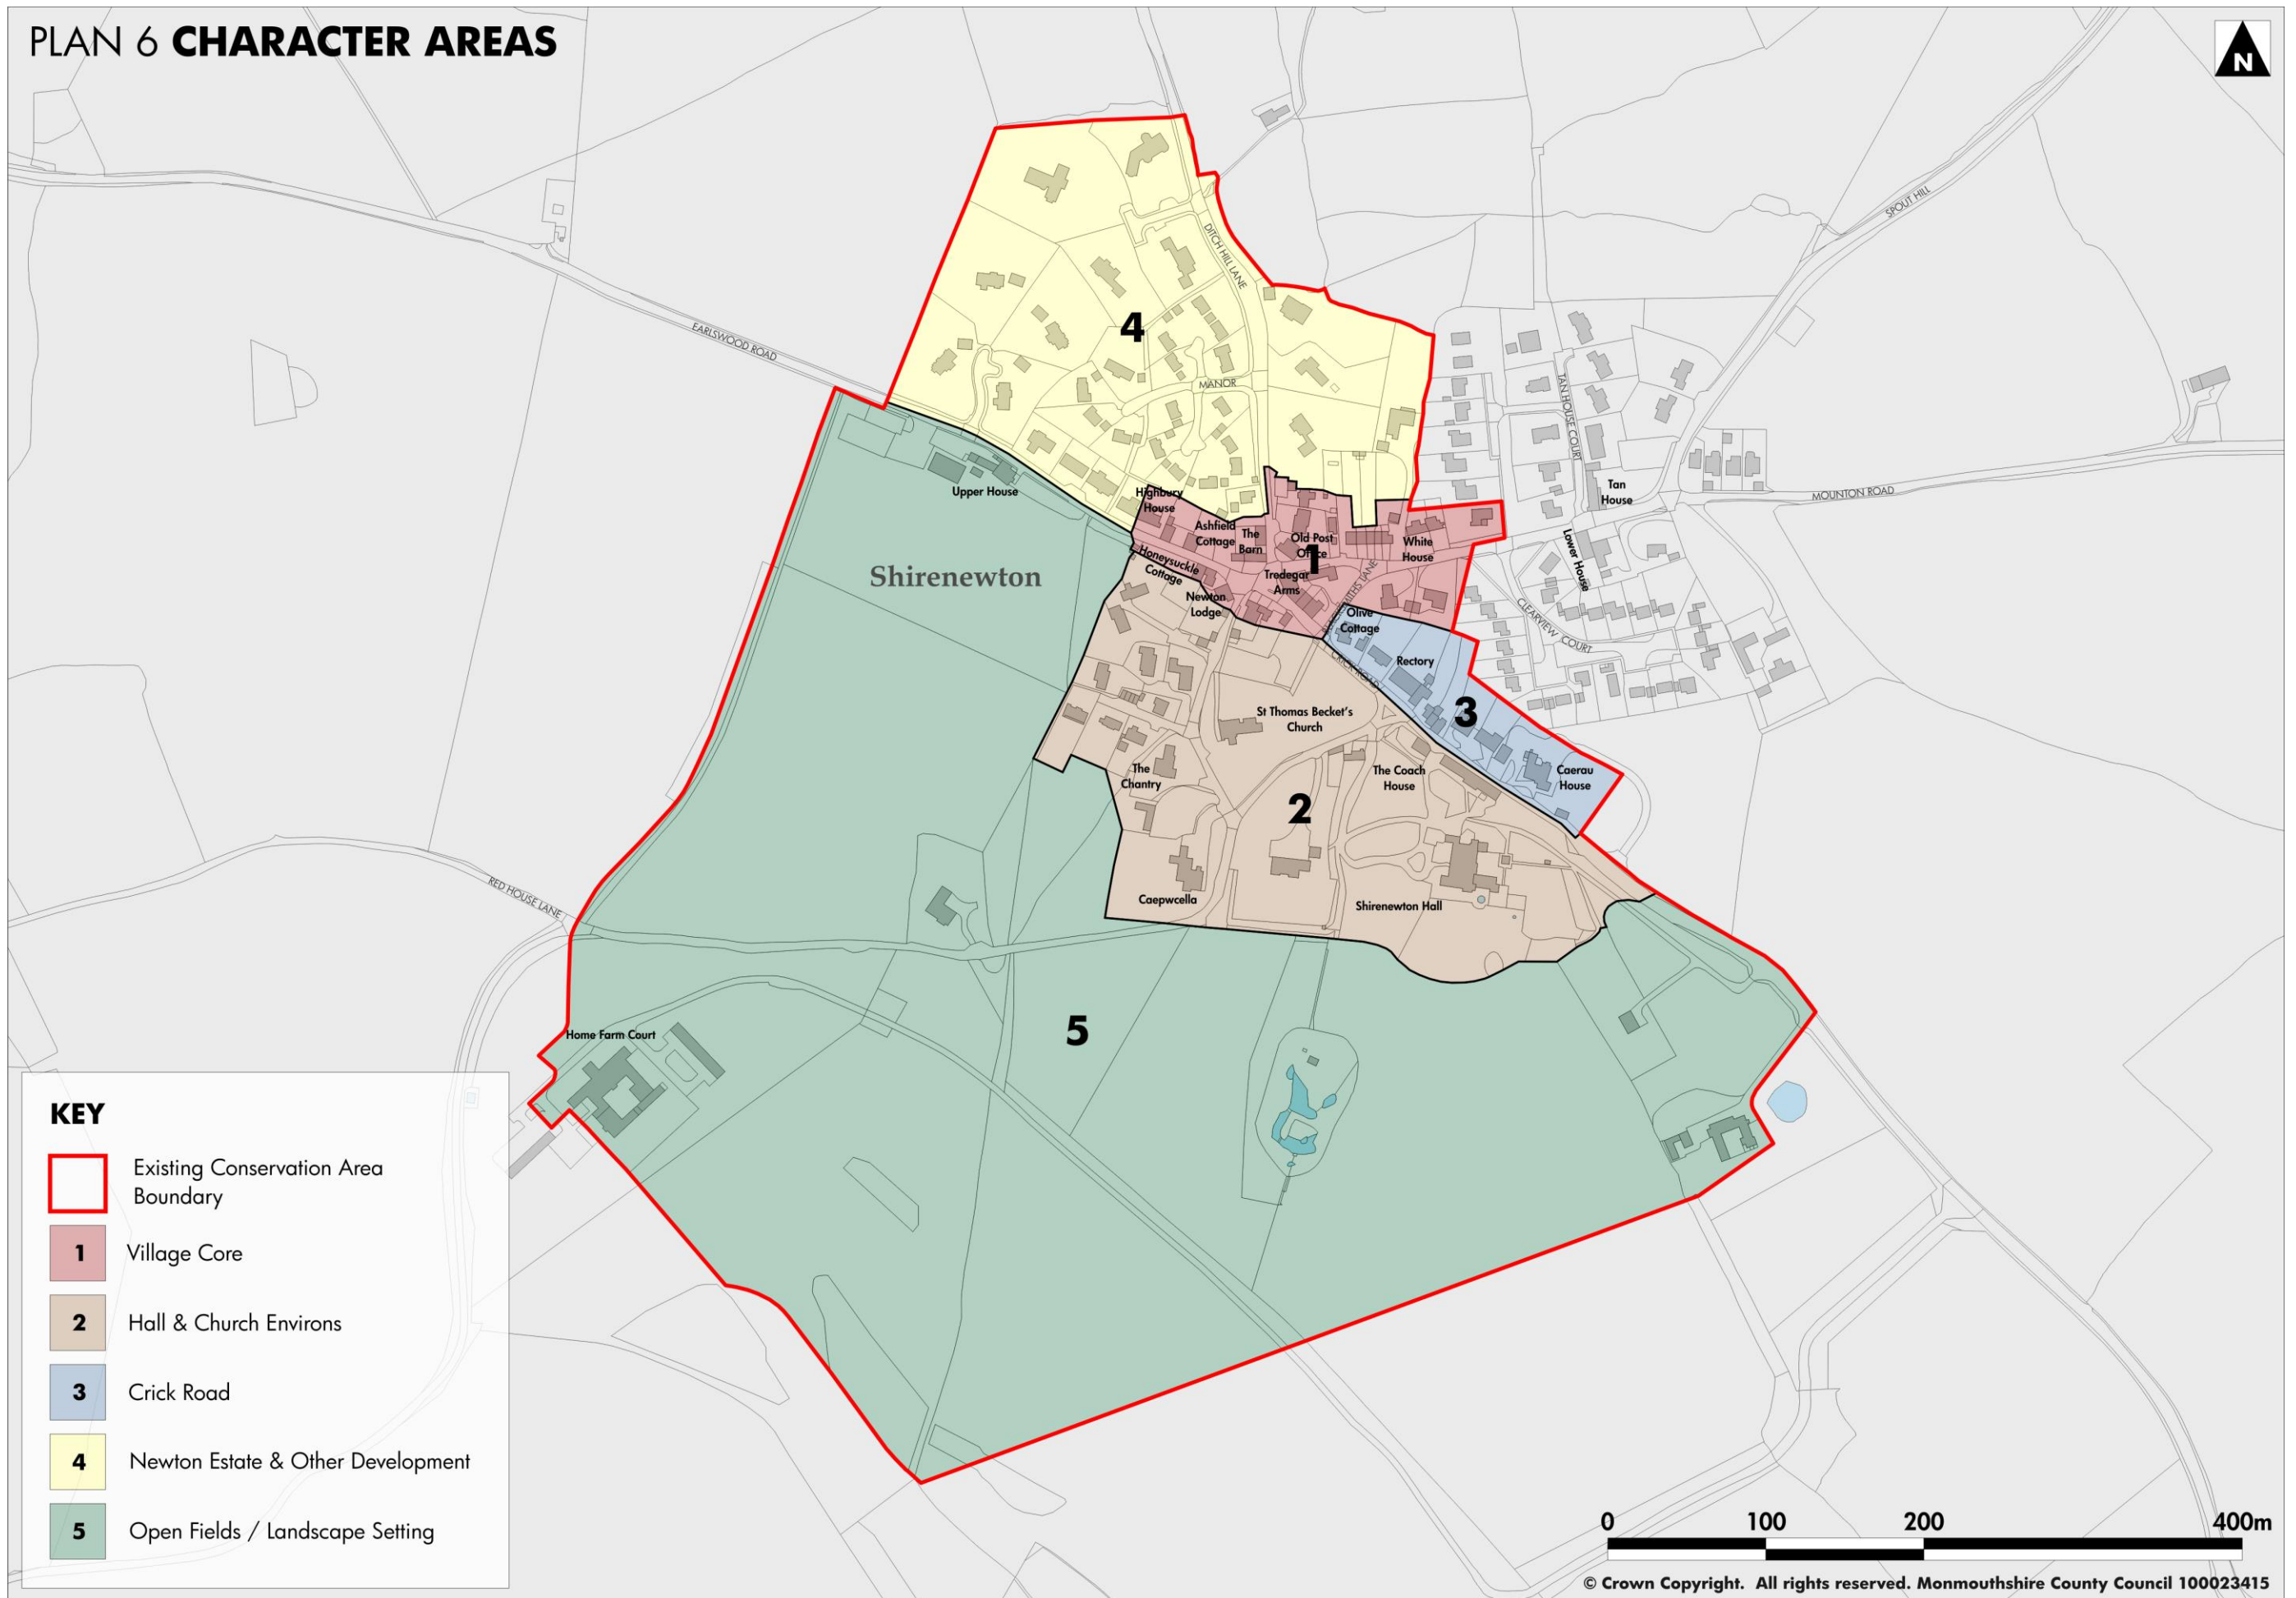 PLAN 6 CHARACTER AREAS
N
SPOUT HILL
DITCH HILL LANE
4
EARLSWOOD ROAD
MANOR
TAN HOUSE COURT
Tan
House
MOUNTON ROAD
Upper House
Highbury
House
Ashfield
Cottage
The
Barn
Old Post
Office
1
White
House
Lower House
Honeysuckle
Cottage
Tredegar
Arms
Shirenewton
Newton
Lodge
Olive
Cottage
CLEARVIEW COURT
CRICK ROAD
Rectory
3
St Thomas Becket's
Church
The
Chantry
The Coach
House
Caerau
House
2
RED HOUSE LANE
Caepwcella
Shirenewton Hall
5
Home Farm Court
KEY
Existing Conservation Area
Boundary
1 Village Core
2 Hall & Church Environs
3 Crick Road
4 Newton Estate & Other Development
5 Open Fields / Landscape Setting
0 100 200 400m
© Crown Copyright. All rights reserved. Monmouthshire County Council 100023415